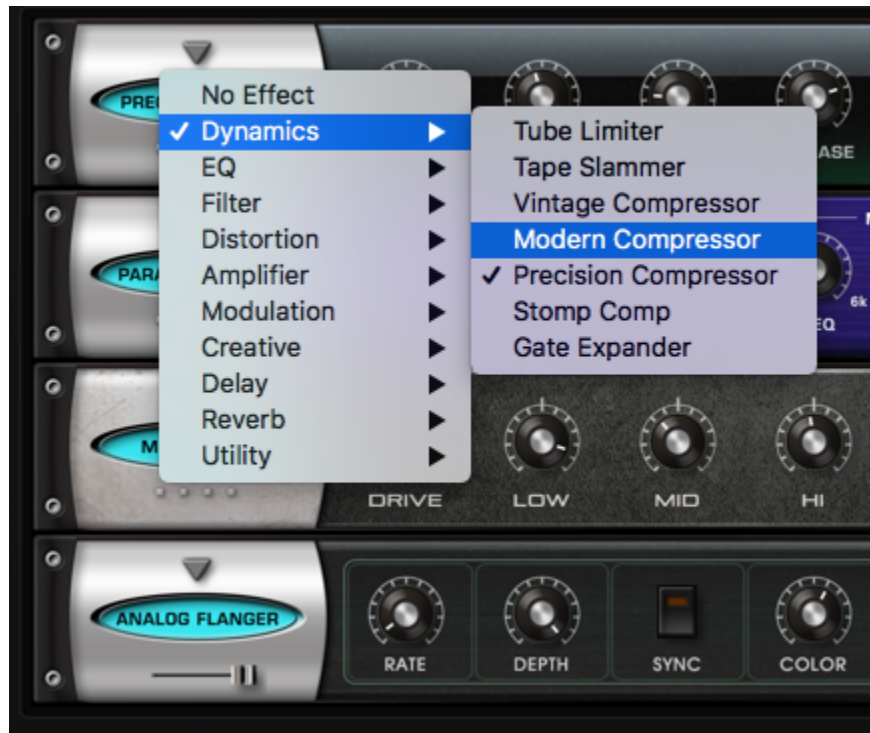 No Effect
Dynamics
EQ
Filter
Distortion
Amplifier
Modulation
Creative
Delay
Reverb
Utility
Tube Limiter
Tape Slammer
Vintage Compressor
Modern Compressor
Precision Compressor
Stomp Comp
Gate Expander
PRE
ASE
PAR
6k
EQ
M
DRIVE LOW MID HI
ANALOG FLANGER
RATE DEPTH SYNC COLOR